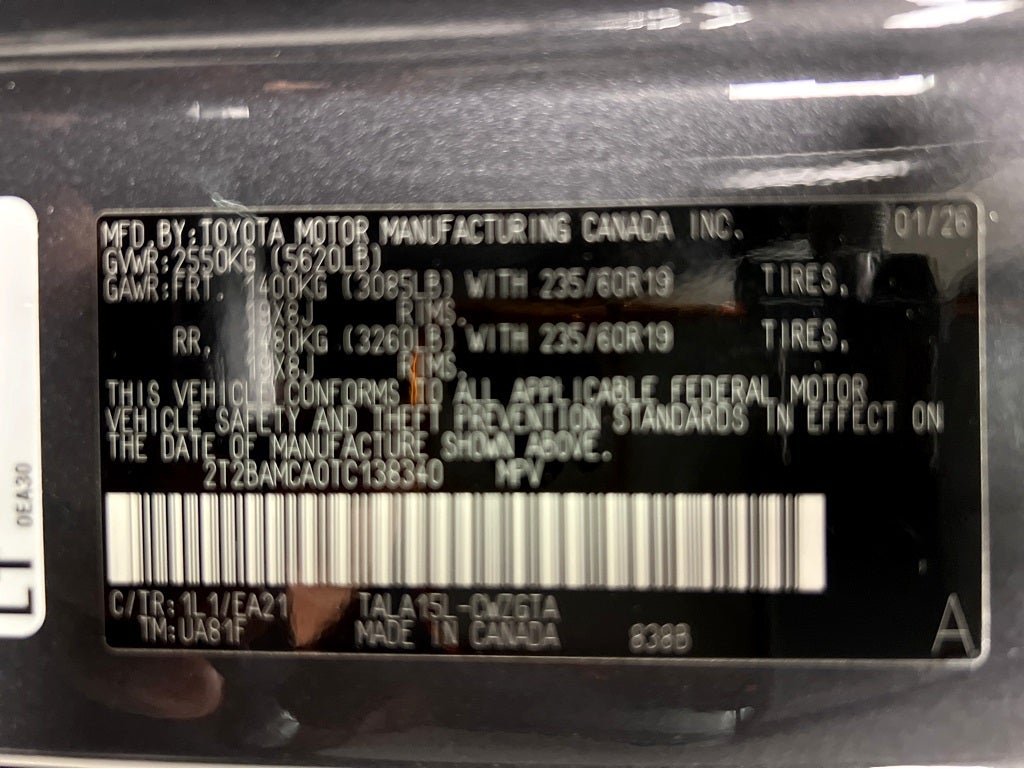 MFD.BY:TOYOTA MOTOR MANUFACTURING CANADA INC. 01/26
GVWR:2550KG (5620LB)
GAWR:FRT. 1400KG (3085LB) WITH 235/60R19 TIRES,
19X8J RIMS.
RR, 1480KG (3260LB) WITH 235/60R19 TIRES,
19X8J RIMS.
THIS VEHICLE CONFORMS TO ALL APPLICABLE FEDERAL MOTOR
VEHICLE SAFETY AND THEFT PREVENTION STANDARDS IN EFFECT ON
THE DATE OF MANUFACTURE SHOWN ABOVE.
2T2BAMCA0TC138340 MPV
C/TR:1L1/EA21 TALA15L-CWZGTA
TM:UA81F MADE IN CANADA 838B
A
0EA30